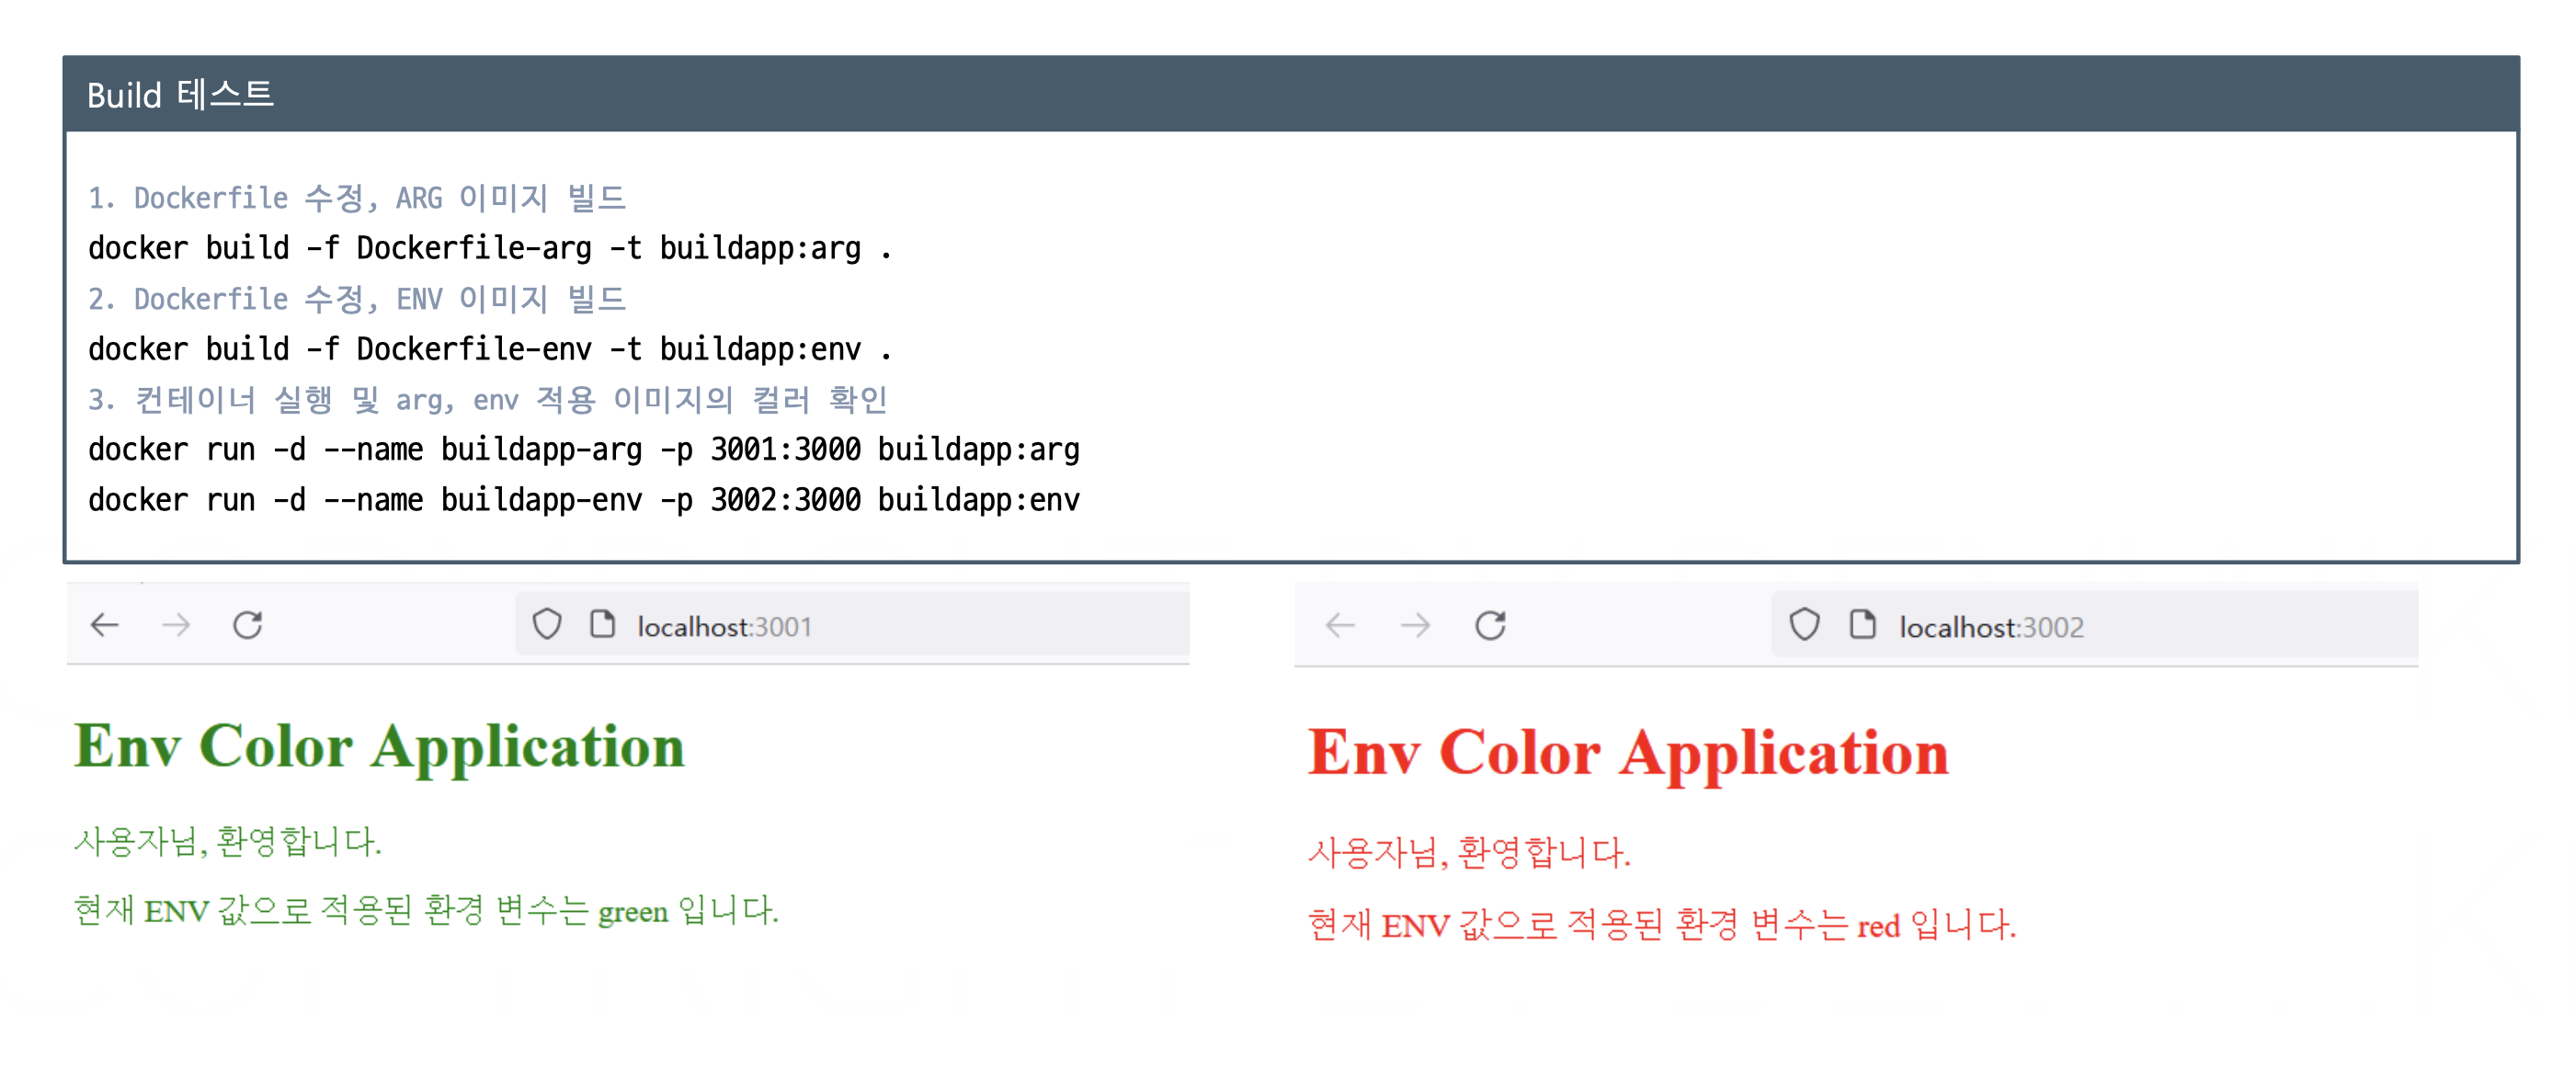 Build 테스트
1. Dockerfile 수정, ARG 이미지 빌드
docker build -f Dockerfile-arg -t buildapp:arg .
2. Dockerfile 수정, ENV 이미지 빌드
docker build -f Dockerfile-env -t buildapp:env .
3. 컨테이너 실행 및 arg, env 적용 이미지의 컬러 확인
docker run -d --name buildapp-arg -p 3001:3000 buildapp:arg
docker run -d --name buildapp-env -p 3002:3000 buildapp:env
localhost:3001
Env Color Application
사용자님, 환영합니다.
현재 ENV 값으로 적용된 환경 변수는 green 입니다.
localhost:3002
Env Color Application
사용자님, 환영합니다.
현재 ENV 값으로 적용된 환경 변수는 red 입니다.